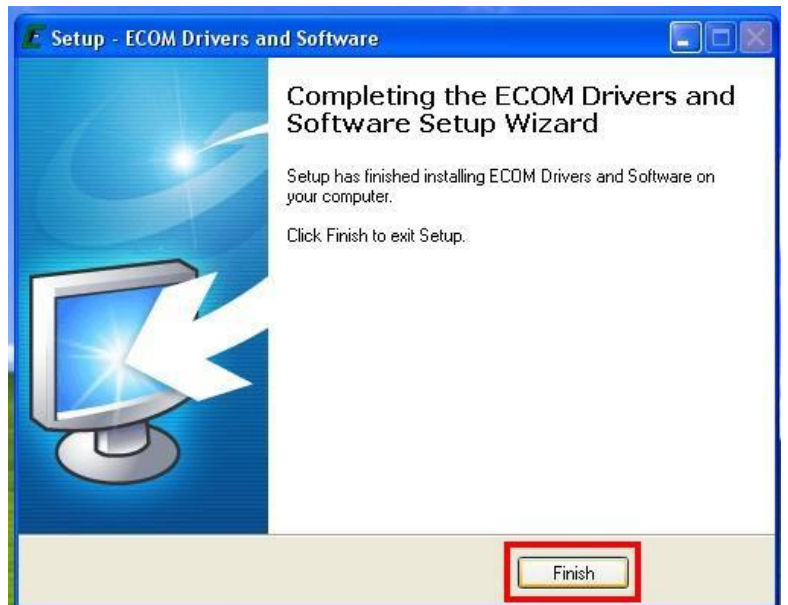 Setup - ECOM Drivers and Software
Completing the ECOM Drivers and
Software Setup Wizard
Setup has finished installing ECOM Drivers and Software on
your computer.
Click Finish to exit Setup.
Finish